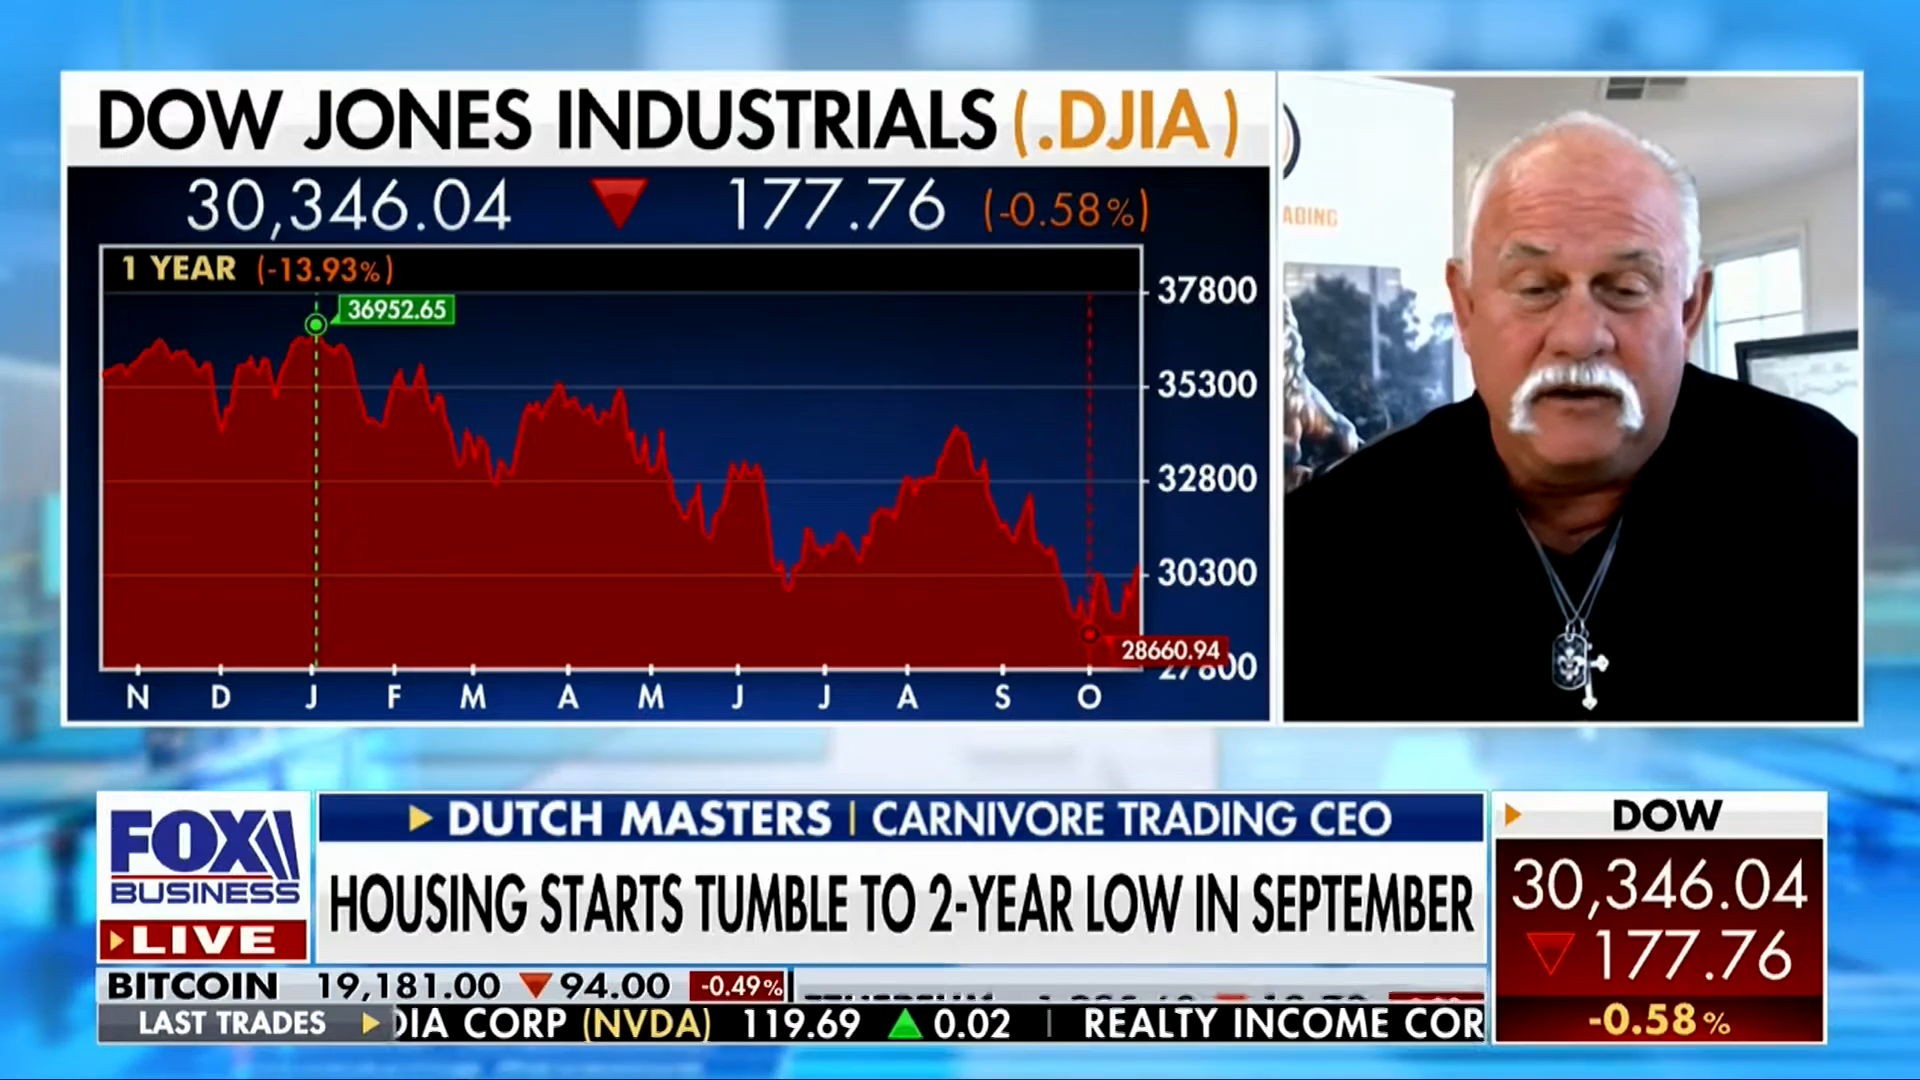 DOW JONES INDUSTRIALS (.DJIA)
30,346.04 ▼ 177.76 (-0.58%)
1 YEAR (-13.93%)
36952.65
37800
35300
32800
30300
27800
28660.94
N D J F M A M J J A S O
ADING
FOX
BUSINESS
LIVE
DUTCH MASTERS | CARNIVORE TRADING CEO
HOUSING STARTS TUMBLE TO 2-YEAR LOW IN SEPTEMBER
DOW
30,346.04
▼ 177.76
-0.58%
BITCOIN 19,181.00 ▼ 94.00 -0.49%
LAST TRADES DIA CORP (NVDA) 119.69 ▲ 0.02 | REALTY INCOME COR